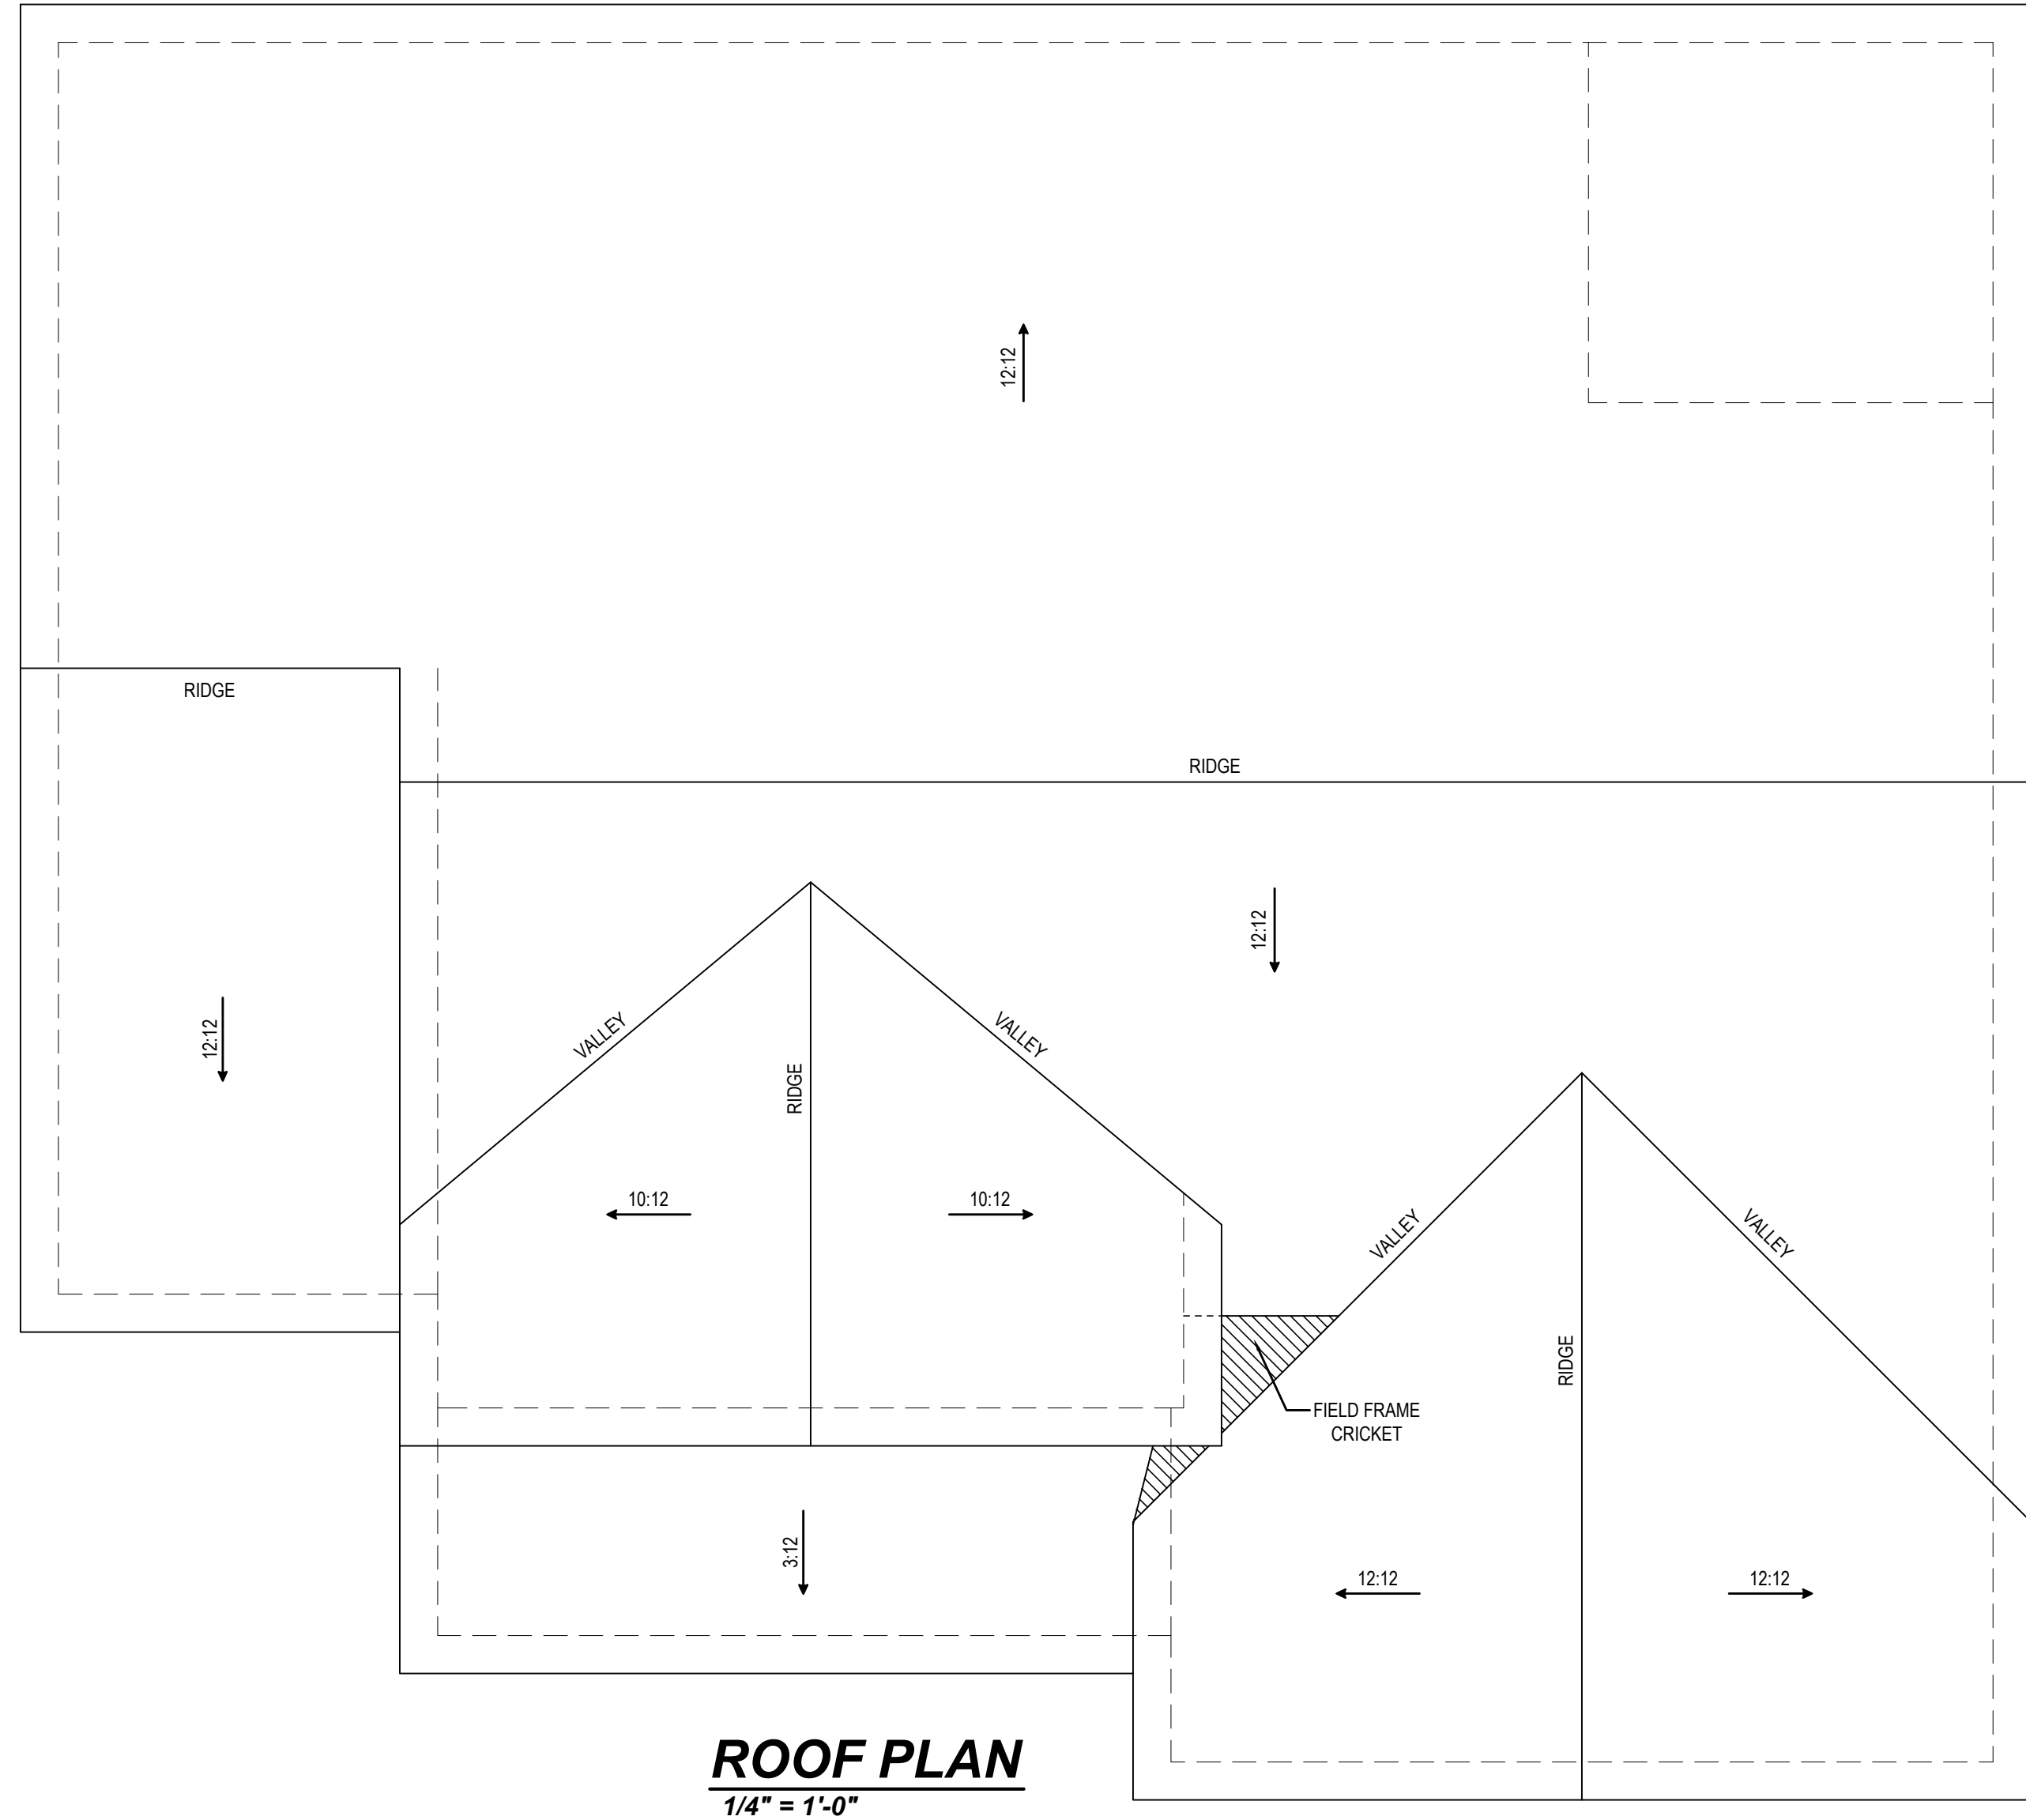 12:12
RIDGE
RIDGE
12:12
12:12
VALLEY
VALLEY
RIDGE
10:12
10:12
VALLEY
VALLEY
RIDGE
FIELD FRAME
CRICKET
3:12
12:12
12:12
ROOF PLAN
1/4" = 1'-0"